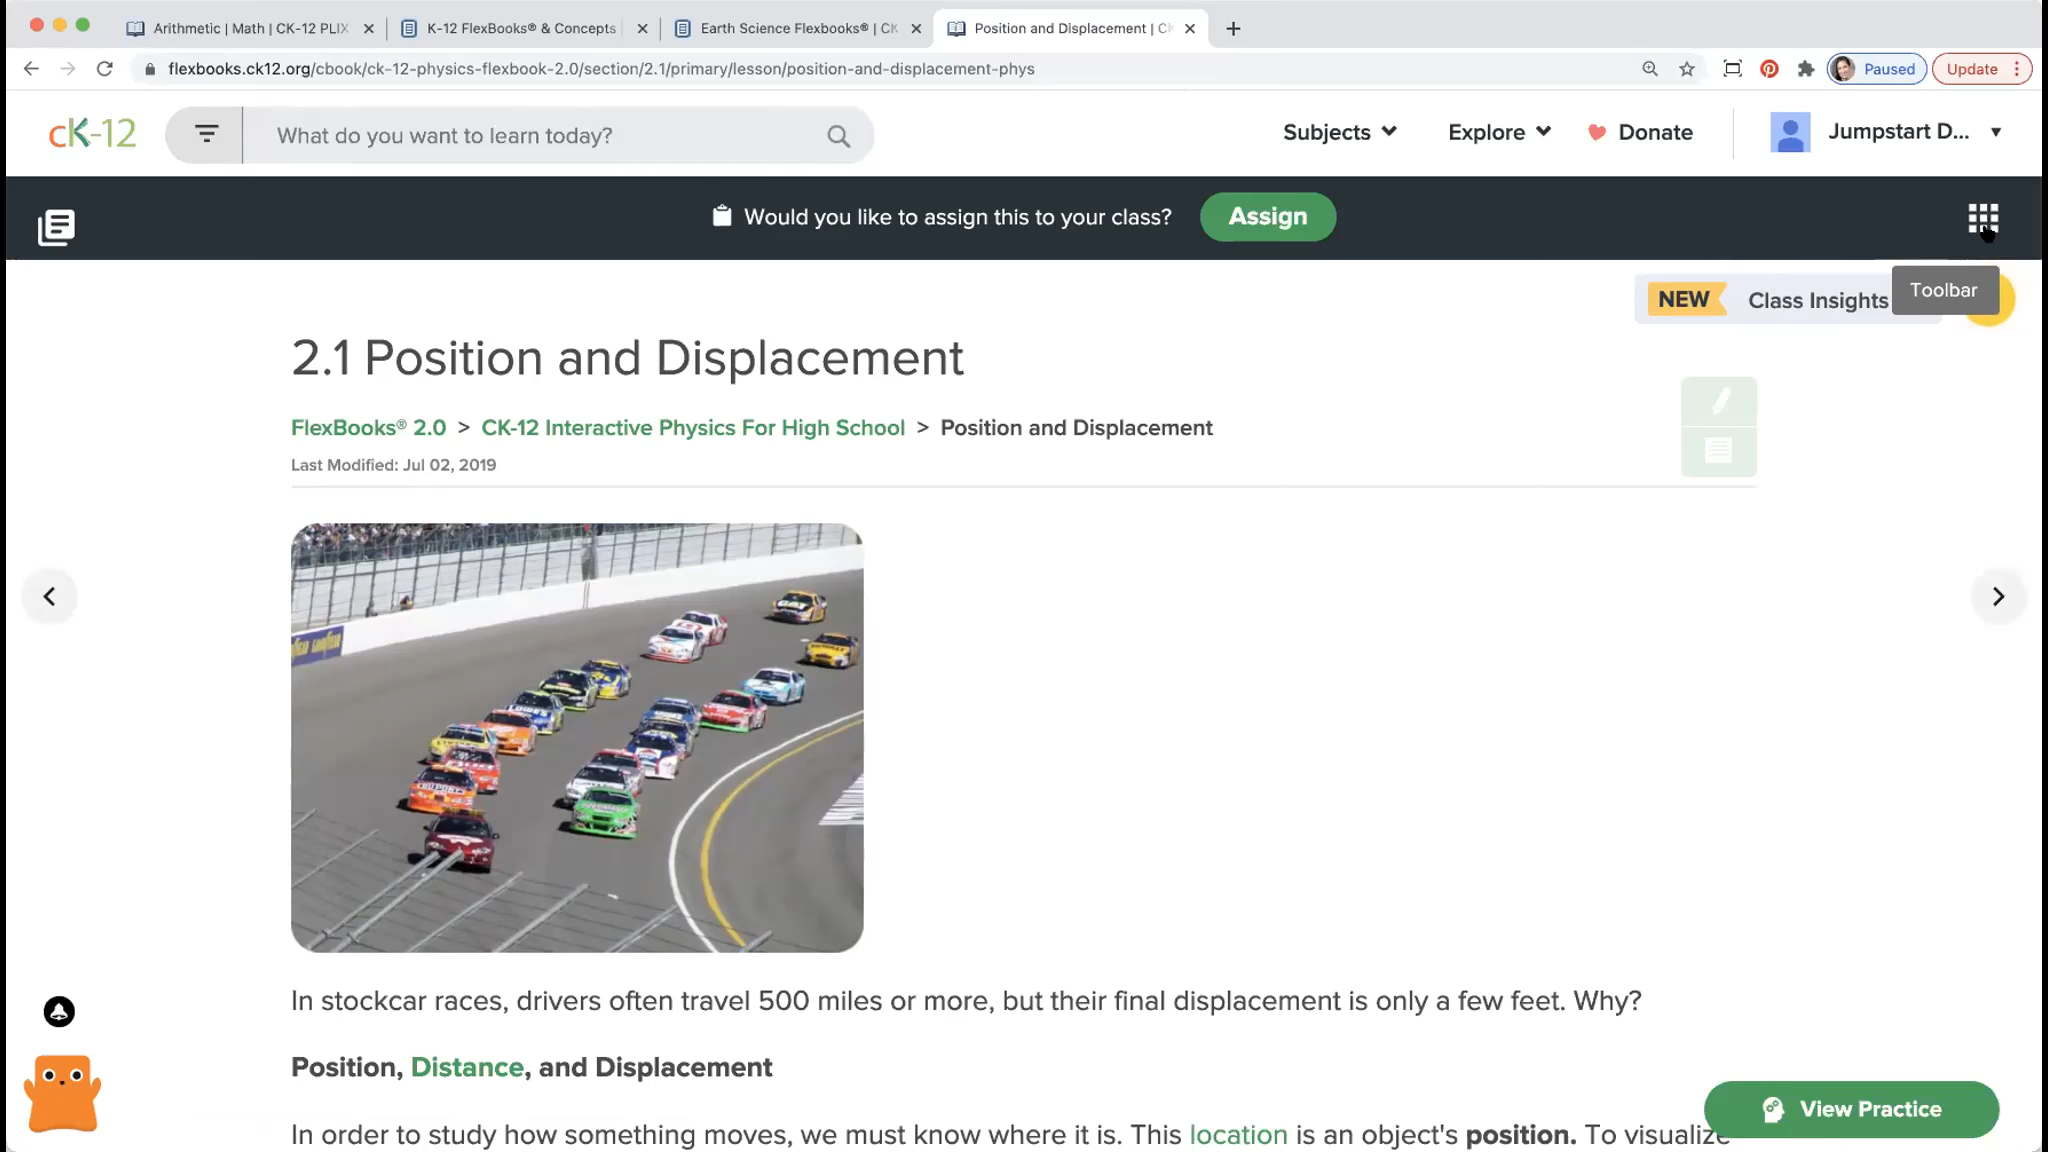 Arithmetic | Math | CK-12 PLIX
K-12 FlexBooks® & Concepts
Earth Science Flexbooks® | CK
Position and Displacement | CK
flexbooks.ck12.org/cbook/ck-12-physics-flexbook-2.0/section/2.1/primary/lesson/position-and-displacement-phys
Paused
Update
cK-12
What do you want to learn today?
Subjects
Explore
Donate
Jumpstart D...
Would you like to assign this to your class?
Assign
NEW
Class Insights
Toolbar
2.1 Position and Displacement
FlexBooks® 2.0 > CK-12 Interactive Physics For High School > Position and Displacement
Last Modified: Jul 02, 2019
In stockcar races, drivers often travel 500 miles or more, but their final displacement is only a few feet. Why?
Position, Distance, and Displacement
View Practice
In order to study how something moves, we must know where it is. This location is an object's position. To visualize